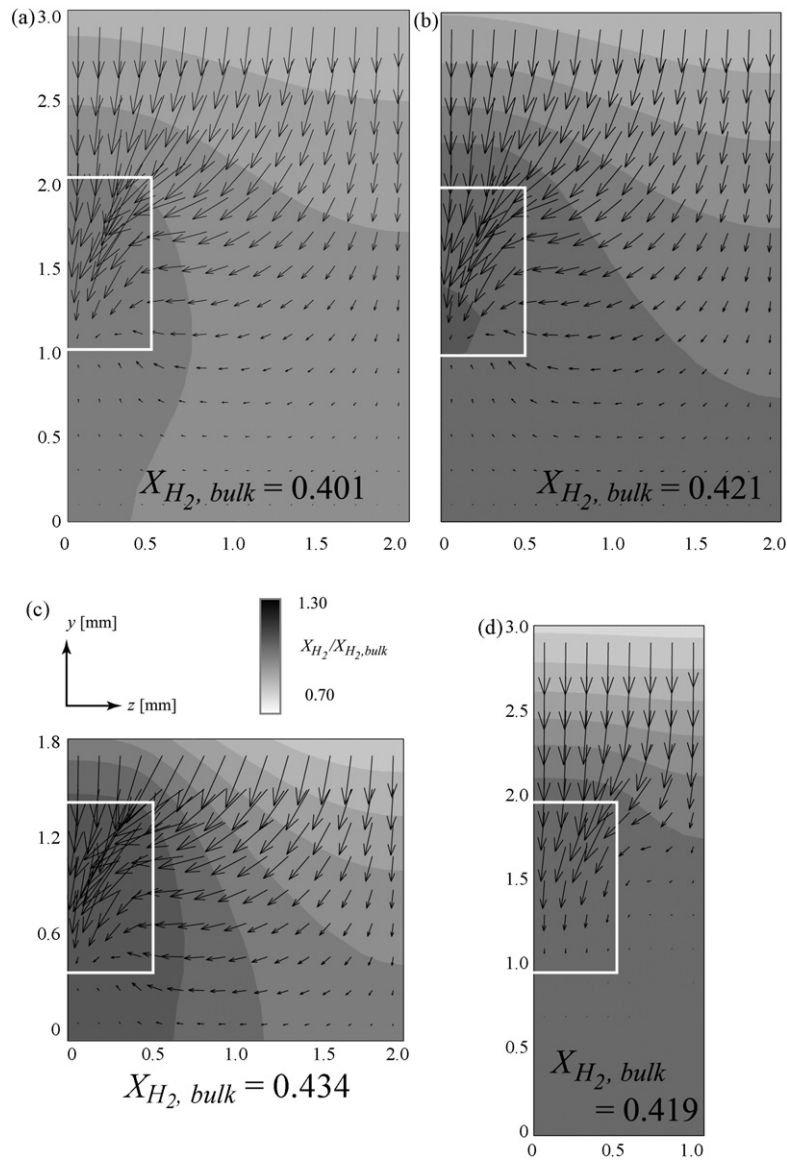 (a)
3.0
2.5
2.0
1.5
1.0
0.5
0
X_{H_2, bulk} = 0.401
0 0.5 1.0 1.5 2.0
(b)
X_{H_2, bulk} = 0.421
0 0.5 1.0 1.5 2.0
(c)
y [mm]
z [mm]
1.30
X_{H_2}/X_{H_2,bulk}
0.70
1.8
1.2
0.6
0
0 0.5 1.0 1.5 2.0
X_{H_2, bulk} = 0.434
(d)
3.0
2.5
2.0
1.5
1.0
0.5
0
X_{H_2, bulk}
= 0.419
0 0.5 1.0